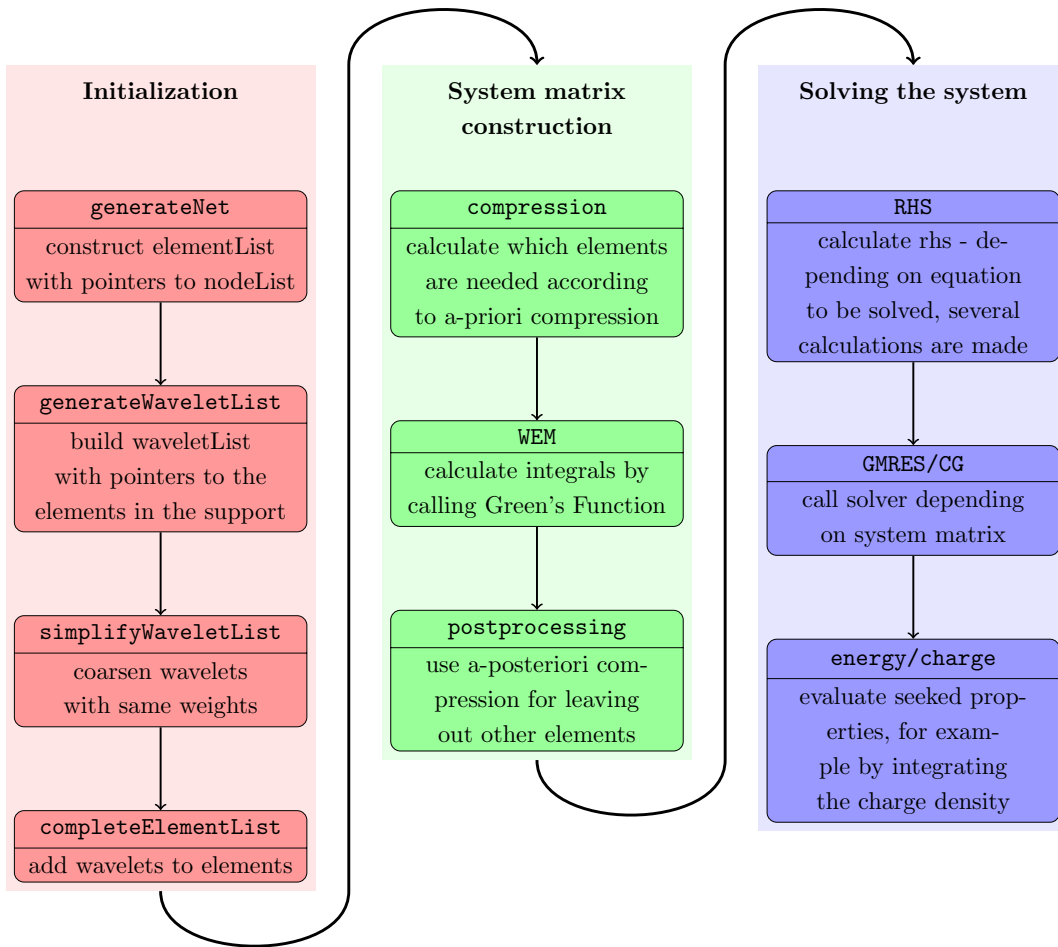 Initialization
generateNet
construct elementList
with pointers to nodeList
generateWaveletList
build waveletList
with pointers to the
elements in the support
simplifyWaveletList
coarsen wavelets
with same weights
completeElementList
add wavelets to elements
System matrix
construction
compression
calculate which elements
are needed according
to a-priori compression
WEM
calculate integrals by
calling Green's Function
postprocessing
use a-posteriori com-
pression for leaving
out other elements
Solving the system
RHS
calculate rhs - de-
pending on equation
to be solved, several
calculations are made
GMRES/CG
call solver depending
on system matrix
energy/charge
evaluate seeked prop-
erties, for exam-
ple by integrating
the charge density